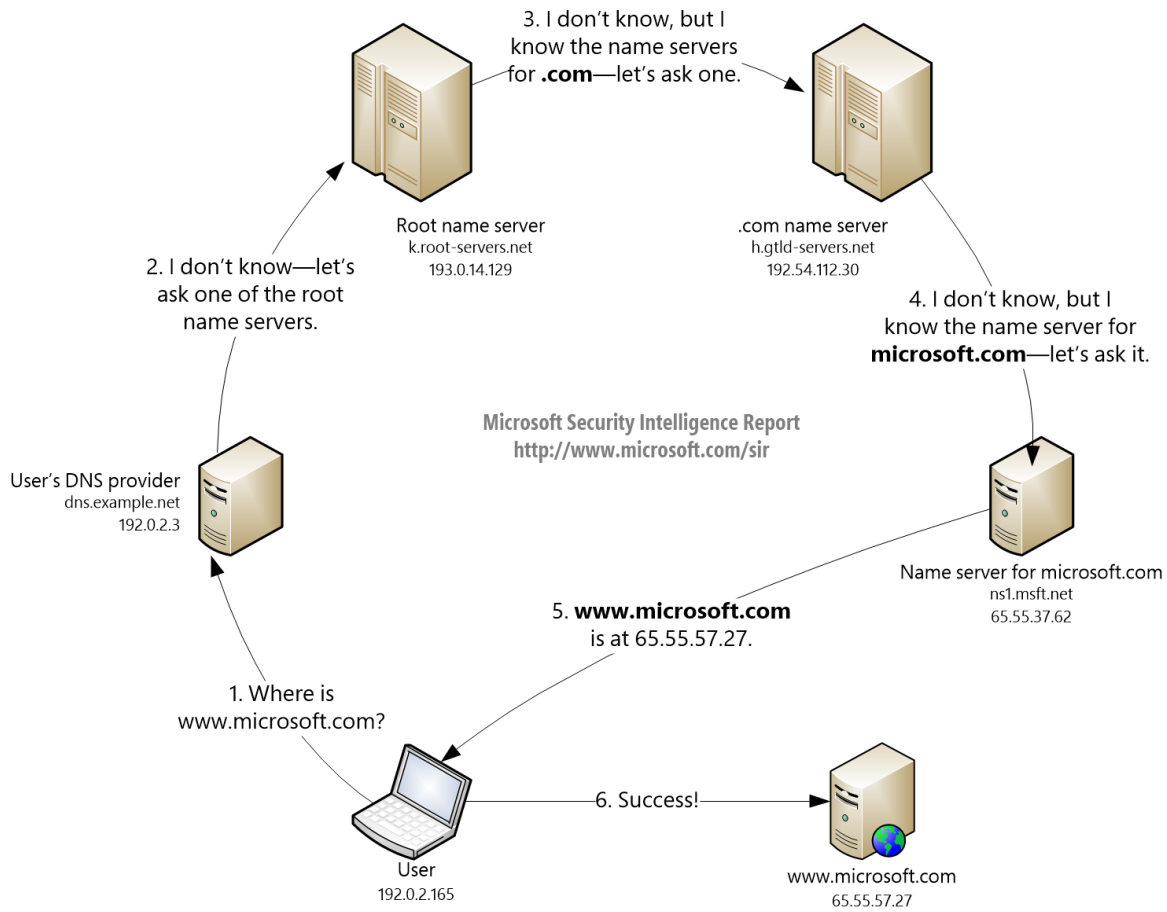 3. I don't know, but I
know the name servers
for .com—let's ask one.
Root name server
k.root-servers.net
193.0.14.129
.com name server
h.gtld-servers.net
192.54.112.30
2. I don't know—let's
ask one of the root
name servers.
4. I don't know, but I
know the name server for
microsoft.com—let's ask it.
Microsoft Security Intelligence Report
http://www.microsoft.com/sir
User's DNS provider
dns.example.net
192.0.2.3
Name server for microsoft.com
ns1.msft.net
65.55.37.62
5. www.microsoft.com
is at 65.55.57.27.
1. Where is
www.microsoft.com?
6. Success!
User
192.0.2.165
www.microsoft.com
65.55.57.27